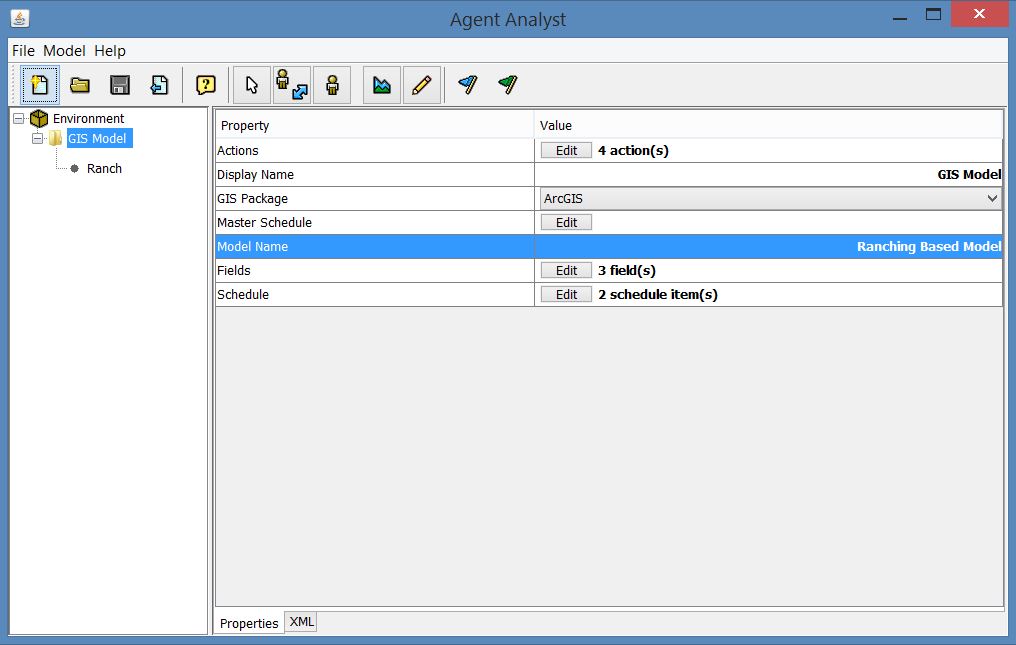 Agent Analyst
File Model Help
Environment
GIS Model
Ranch
Property Value
Actions Edit 4 action(s)
Display Name GIS Model
GIS Package ArcGIS
Master Schedule Edit
Model Name Ranching Based Model
Fields Edit 3 field(s)
Schedule Edit 2 schedule item(s)
Properties XML